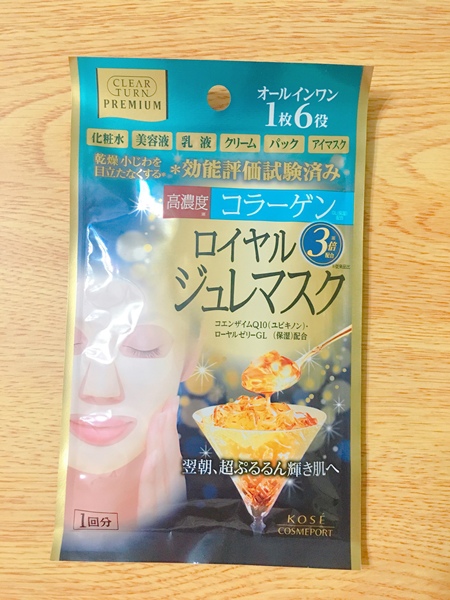 CLEAR
TURN
PREMIUM
オールインワン
1枚6役
化粧水 美容液 乳液 クリーム パック アイマスク
乾燥小じわを
目立たなくする
*効能評価試験済み
高濃度 コラーゲン
ロイヤル 3倍
配合
ジュレマスク
コエンザイムQ10(ユビキノン)・
ローヤルゼリーGL (保湿)配合
翌朝、超ぷるるん輝き肌へ
1回分
KOSÉ
COSMEPORT